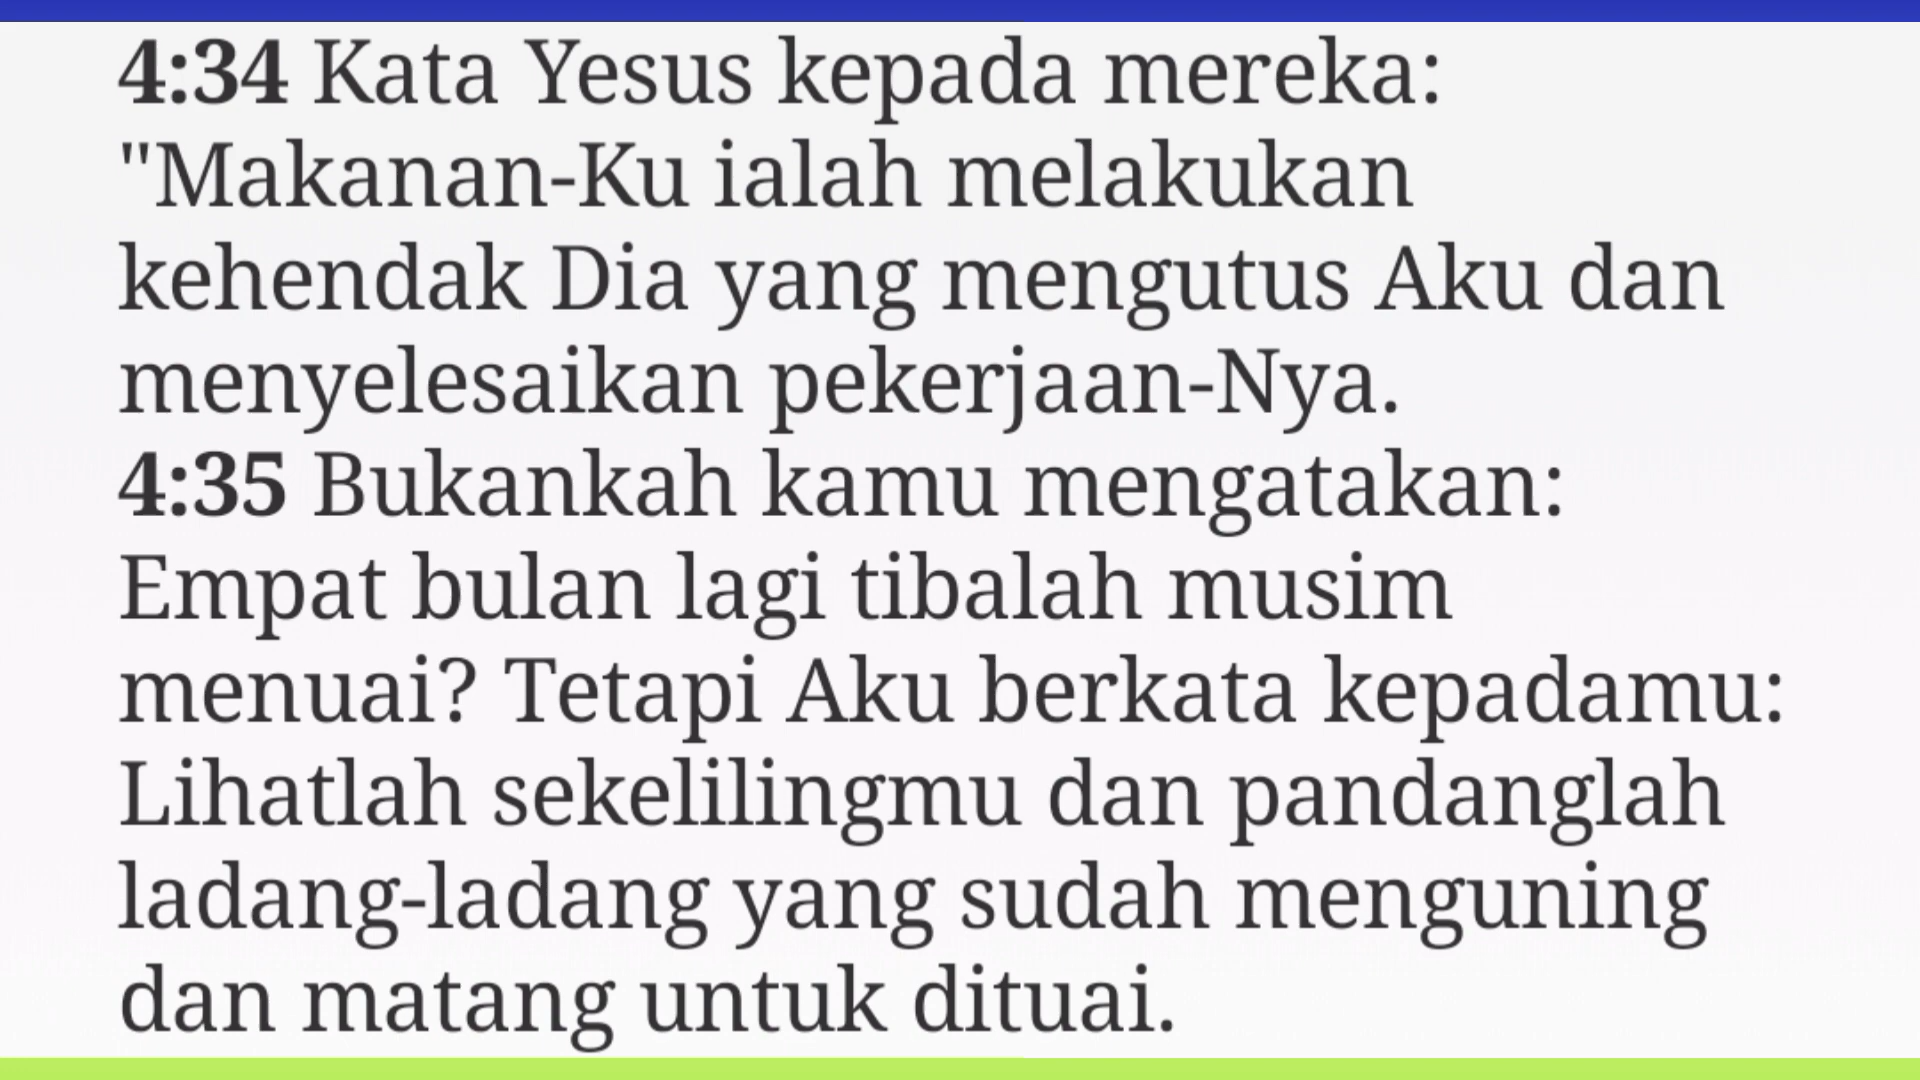 4:34 Kata Yesus kepada mereka:
"Makanan-Ku ialah melakukan
kehendak Dia yang mengutus Aku dan
menyelesaikan pekerjaan-Nya.
4:35 Bukankah kamu mengatakan:
Empat bulan lagi tibalah musim
menuai? Tetapi Aku berkata kepadamu:
Lihatlah sekelilingmu dan pandanglah
ladang-ladang yang sudah menguning
dan matang untuk dituai.